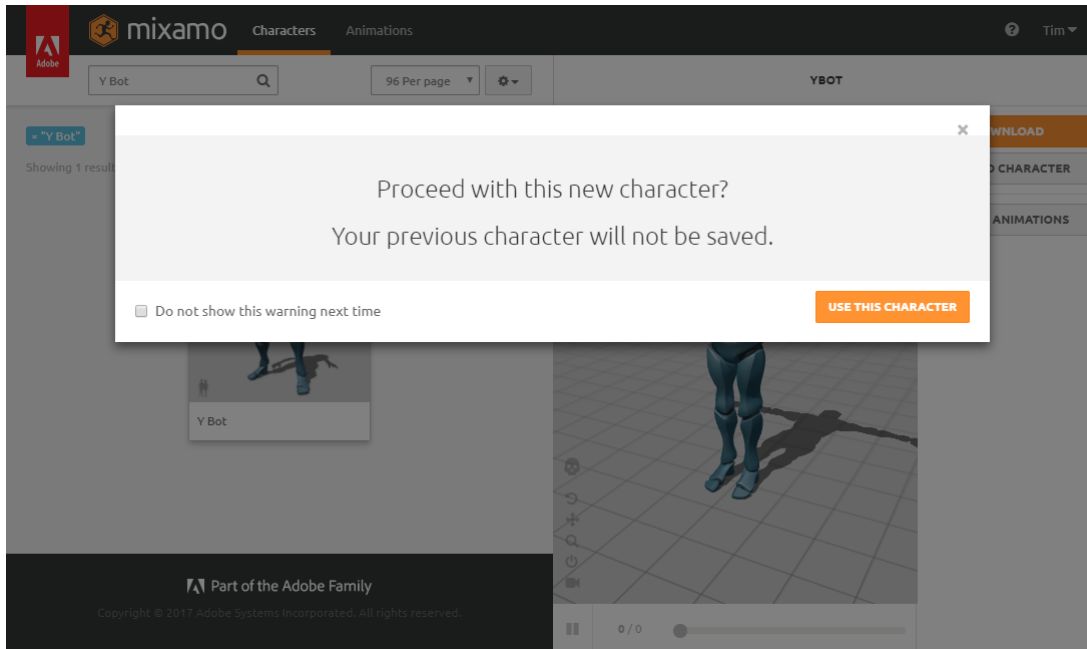 Adobe
mixamo
Characters
Animations
Tim
Y Bot
96 Per page
YBOT
= "Y Bot"
Showing 1 result
WNLOAD
CHARACTER
ANIMATIONS
×
Proceed with this new character?
Your previous character will not be saved.
Do not show this warning next time
USE THIS CHARACTER
Y Bot
0 / 0
Part of the Adobe Family
Copyright © 2017 Adobe Systems Incorporated. All rights reserved.